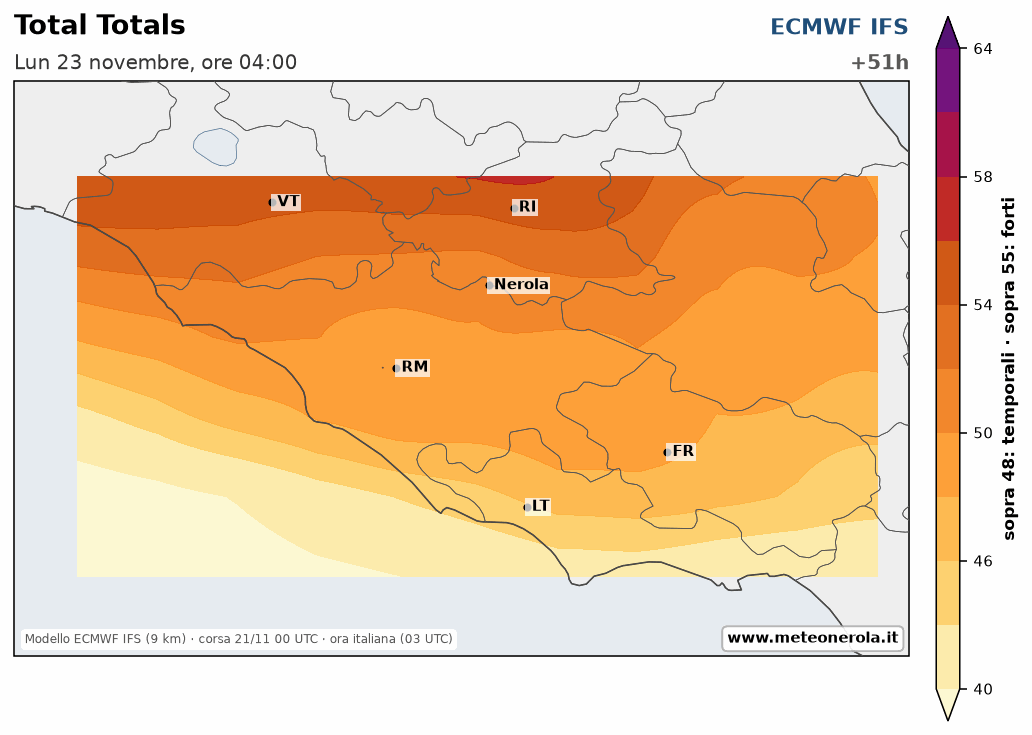 Total Totals
ECMWF IFS
Lun 23 novembre, ore 04:00
+51h
64
58
54
50
46
40
sopra 48: temporali · sopra 55: forti
VT
RI
Nerola
RM
FR
LT
Modello ECMWF IFS (9 km) · corsa 21/11 00 UTC · ora italiana (03 UTC)
www.meteonerola.it